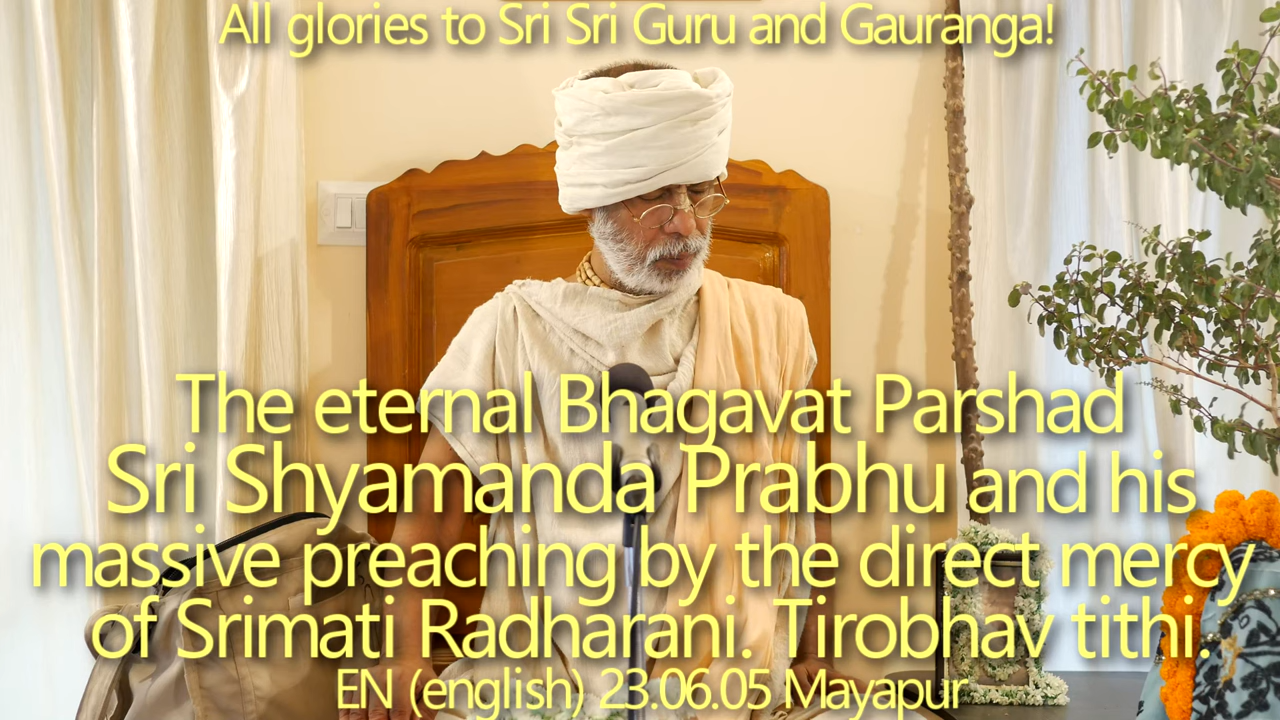 All glories to Sri Sri Guru and Gauranga!
The eternal Bhagavat Parshad
Sri Shyamanda Prabhu and his
massive preaching by the direct mercy
of Srimati Radharani. Tirobhav tithi.
EN (english) 23.06.05 Mayapur